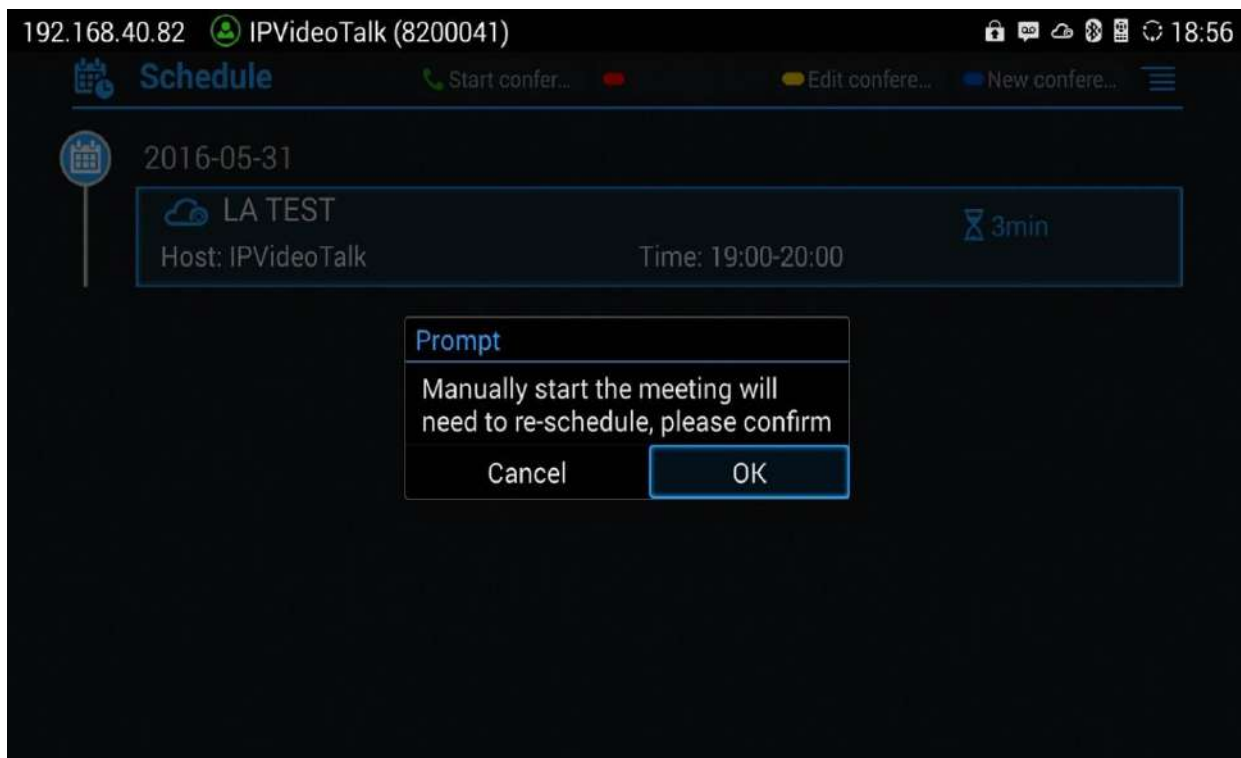 192.168.40.82 IPVideoTalk (8200041) 18:56
Schedule Start confer... Edit confere... New confere...
2016-05-31
LA TEST
3min
Host: IPVideoTalk Time: 19:00-20:00
Prompt
Manually start the meeting will
need to re-schedule, please confirm
Cancel OK